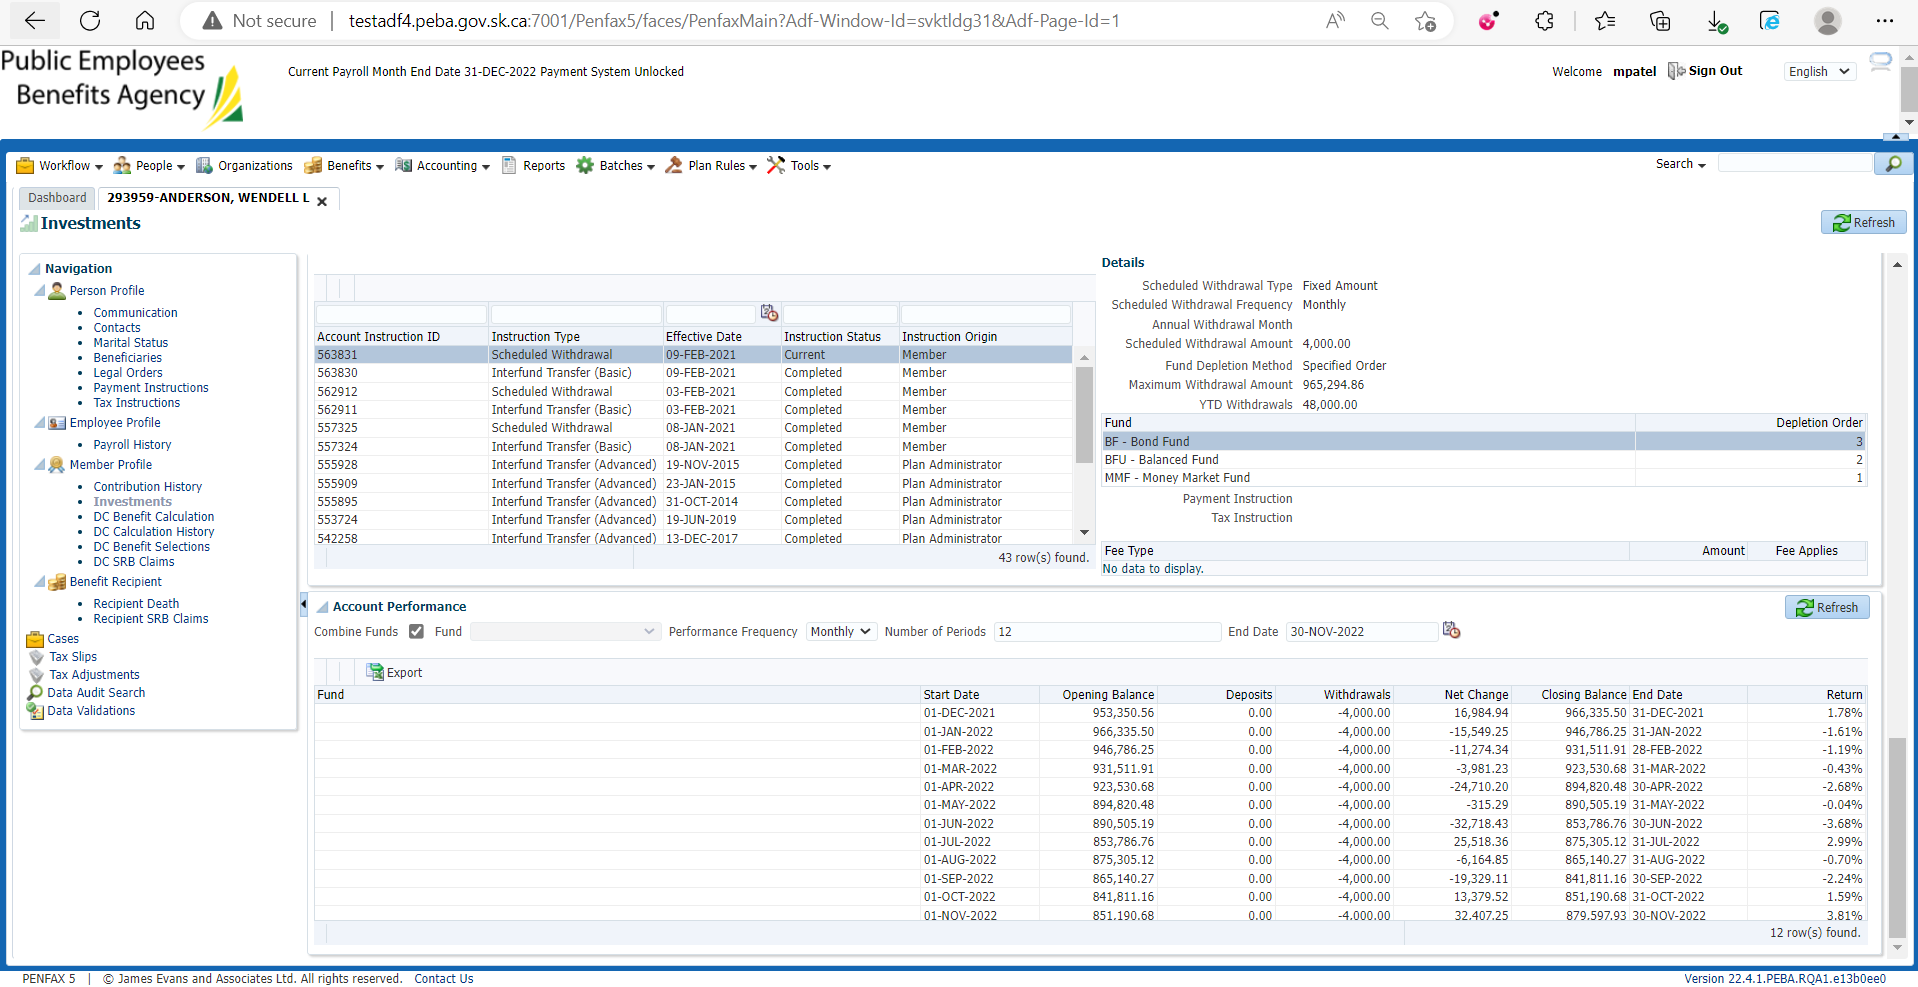 Not secure | testadf4.peba.gov.sk.ca:7001/Penfax5/faces/PenfaxMain?Adf-Window-Id=svktldg31&Adf-Page-Id=1
Public Employees
Benefits Agency
Current Payroll Month End Date 31-DEC-2022 Payment System Unlocked
Welcome mpatel Sign Out English
Workflow People Organizations Benefits Accounting Reports Batches Plan Rules Tools Search
Dashboard 293959-ANDERSON, WENDELL L
Investments
Refresh
Navigation
Person Profile
Communication
Contacts
Marital Status
Beneficiaries
Legal Orders
Payment Instructions
Tax Instructions
Employee Profile
Payroll History
Member Profile
Contribution History
Investments
DC Benefit Calculation
DC Calculation History
DC Benefit Selections
DC SRB Claims
Benefit Recipient
Recipient Death
Recipient SRB Claims
Cases
Tax Slips
Tax Adjustments
Data Audit Search
Data Validations
Account Instruction ID Instruction Type Effective Date Instruction Status Instruction Origin
563831 Scheduled Withdrawal 09-FEB-2021 Current Member
563830 Interfund Transfer (Basic) 09-FEB-2021 Completed Member
562912 Scheduled Withdrawal 03-FEB-2021 Completed Member
562911 Interfund Transfer (Basic) 03-FEB-2021 Completed Member
557325 Scheduled Withdrawal 08-JAN-2021 Completed Member
557324 Interfund Transfer (Basic) 08-JAN-2021 Completed Member
555928 Interfund Transfer (Advanced) 19-NOV-2015 Completed Plan Administrator
555909 Interfund Transfer (Advanced) 23-JAN-2015 Completed Plan Administrator
555895 Interfund Transfer (Advanced) 31-OCT-2014 Completed Plan Administrator
553724 Interfund Transfer (Advanced) 19-JUN-2019 Completed Plan Administrator
542258 Interfund Transfer (Advanced) 13-DEC-2017 Completed Plan Administrator
43 row(s) found.
Details
Scheduled Withdrawal Type Fixed Amount
Scheduled Withdrawal Frequency Monthly
Annual Withdrawal Month
Scheduled Withdrawal Amount 4,000.00
Fund Depletion Method Specified Order
Maximum Withdrawal Amount 965,294.86
YTD Withdrawals 48,000.00
Fund Depletion Order
BF - Bond Fund 3
BFU - Balanced Fund 2
MMF - Money Market Fund 1
Payment Instruction
Tax Instruction
Fee Type Amount Fee Applies
No data to display.
Account Performance
Refresh
Combine Funds Fund Performance Frequency Monthly Number of Periods 12 End Date 30-NOV-2022
Export
Fund Start Date Opening Balance Deposits Withdrawals Net Change Closing Balance End Date Return
01-DEC-2021 953,350.56 0.00 -4,000.00 16,984.94 966,335.50 31-DEC-2021 1.78%
01-JAN-2022 966,335.50 0.00 -4,000.00 -15,549.25 946,786.25 31-JAN-2022 -1.61%
01-FEB-2022 946,786.25 0.00 -4,000.00 -11,274.34 931,511.91 28-FEB-2022 -1.19%
01-MAR-2022 931,511.91 0.00 -4,000.00 -3,981.23 923,530.68 31-MAR-2022 -0.43%
01-APR-2022 923,530.68 0.00 -4,000.00 -24,710.20 894,820.48 30-APR-2022 -2.68%
01-MAY-2022 894,820.48 0.00 -4,000.00 -315.29 890,505.19 31-MAY-2022 -0.04%
01-JUN-2022 890,505.19 0.00 -4,000.00 -32,718.43 853,786.76 30-JUN-2022 -3.68%
01-JUL-2022 853,786.76 0.00 -4,000.00 25,518.36 875,305.12 31-JUL-2022 2.99%
01-AUG-2022 875,305.12 0.00 -4,000.00 -6,164.85 865,140.27 31-AUG-2022 -0.70%
01-SEP-2022 865,140.27 0.00 -4,000.00 -19,329.11 841,811.16 30-SEP-2022 -2.24%
01-OCT-2022 841,811.16 0.00 -4,000.00 13,379.52 851,190.68 31-OCT-2022 1.59%
01-NOV-2022 851,190.68 0.00 -4,000.00 32,407.25 879,597.93 30-NOV-2022 3.81%
12 row(s) found.
PENFAX 5 | © James Evans and Associates Ltd. All rights reserved. Contact Us
Version 22.4.1.PEBA.RQA1.e13b0ee0